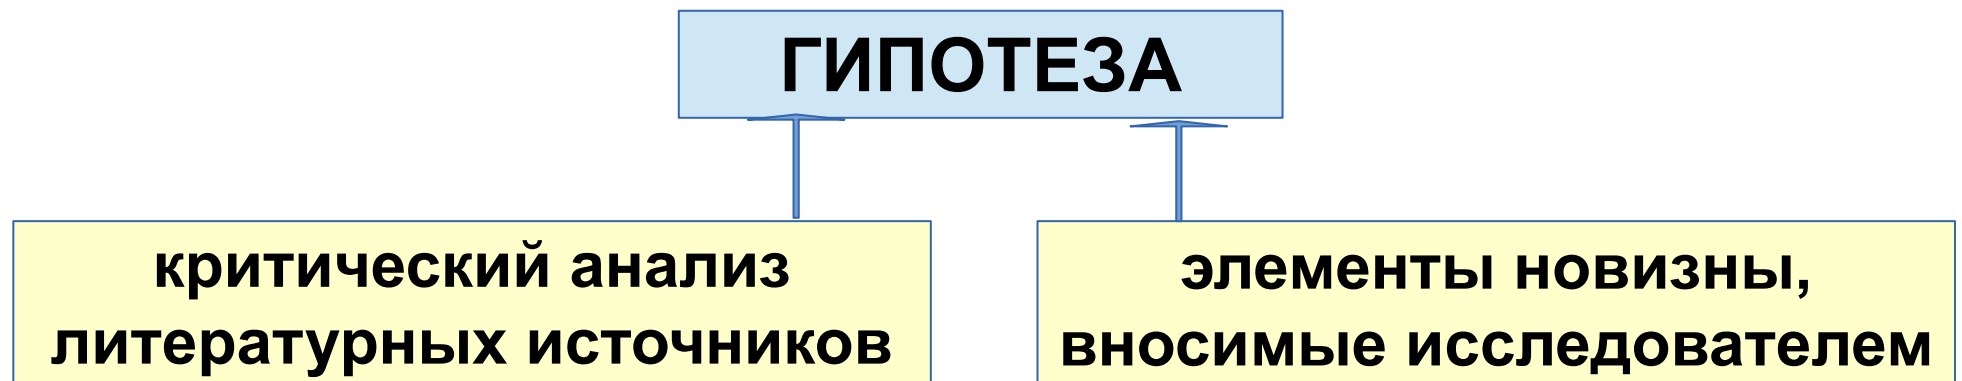 ГИПОТЕЗА
критический анализ
литературных источников
элементы новизны,
вносимые исследователем